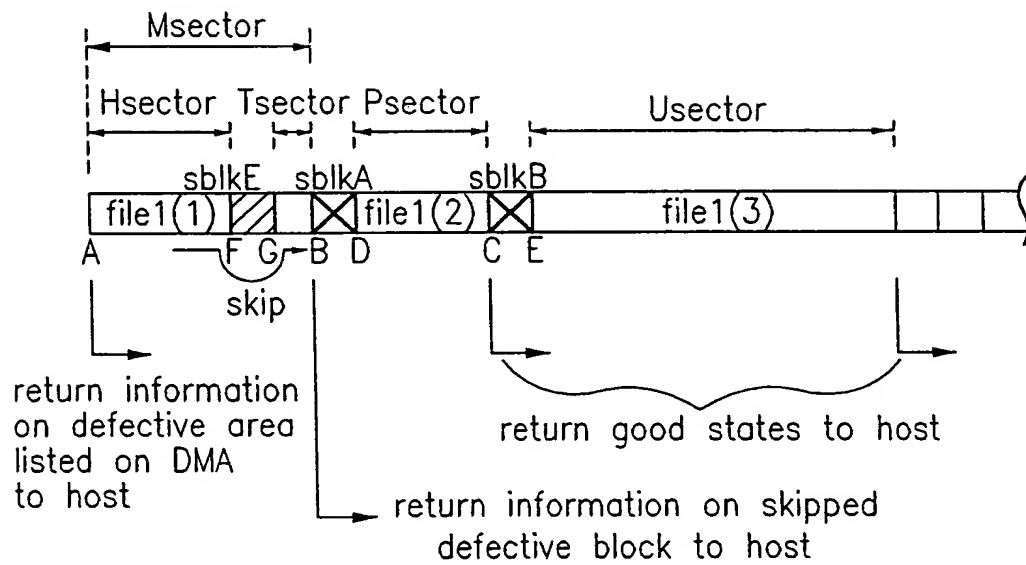 Msector
Hsector Tsector Psector Usector
sblkE sblkA sblkB
file1(1) file1(2) file1(3)
A F G B D C E
skip
return information
on defective area
listed on DMA
to host
return good states to host
return information on skipped
defective block to host